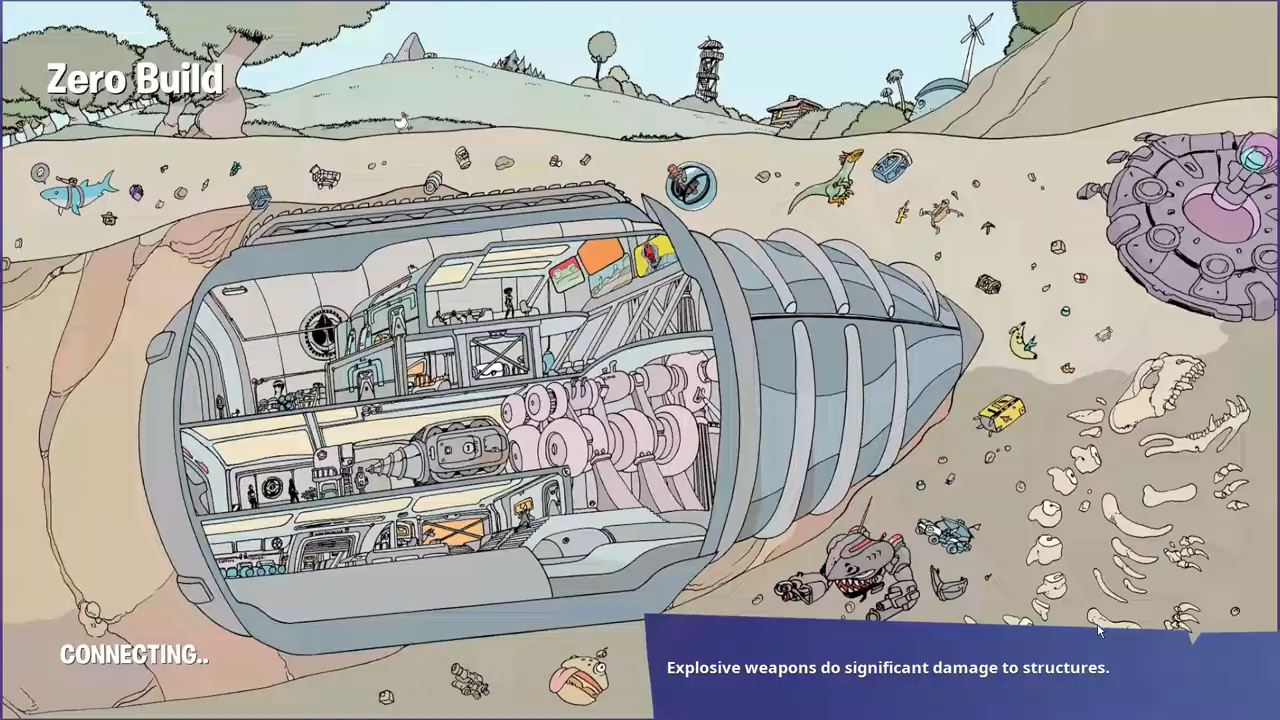 Zero Build
CONNECTING..
Explosive weapons do significant damage to structures.